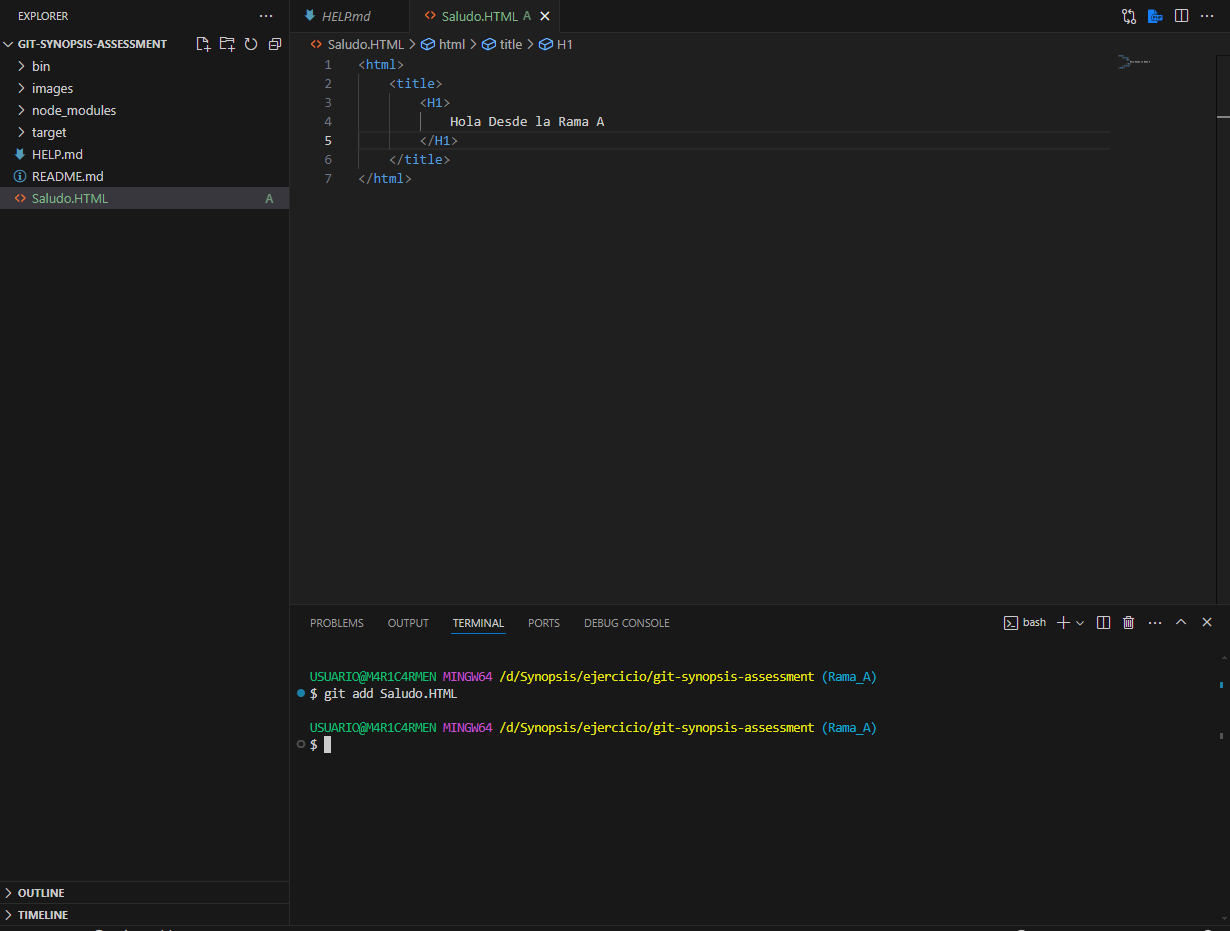 EXPLORER
GIT-SYNOPSIS-ASSESSMENT
bin
images
node_modules
target
HELP.md
README.md
Saludo.HTML A
HELP.md
Saludo.HTML A
Saludo.HTML > html > title > H1
1 <html>
2 <title>
3 <H1>
4 Hola Desde la Rama A
5 </H1>
6 </title>
7 </html>
PROBLEMS OUTPUT TERMINAL PORTS DEBUG CONSOLE
bash
USUARIO@M4R1C4RMEN MINGW64 /d/Synopsis/ejercicio/git-synopsis-assessment (Rama_A)
$ git add Saludo.HTML
USUARIO@M4R1C4RMEN MINGW64 /d/Synopsis/ejercicio/git-synopsis-assessment (Rama_A)
$
OUTLINE
TIMELINE